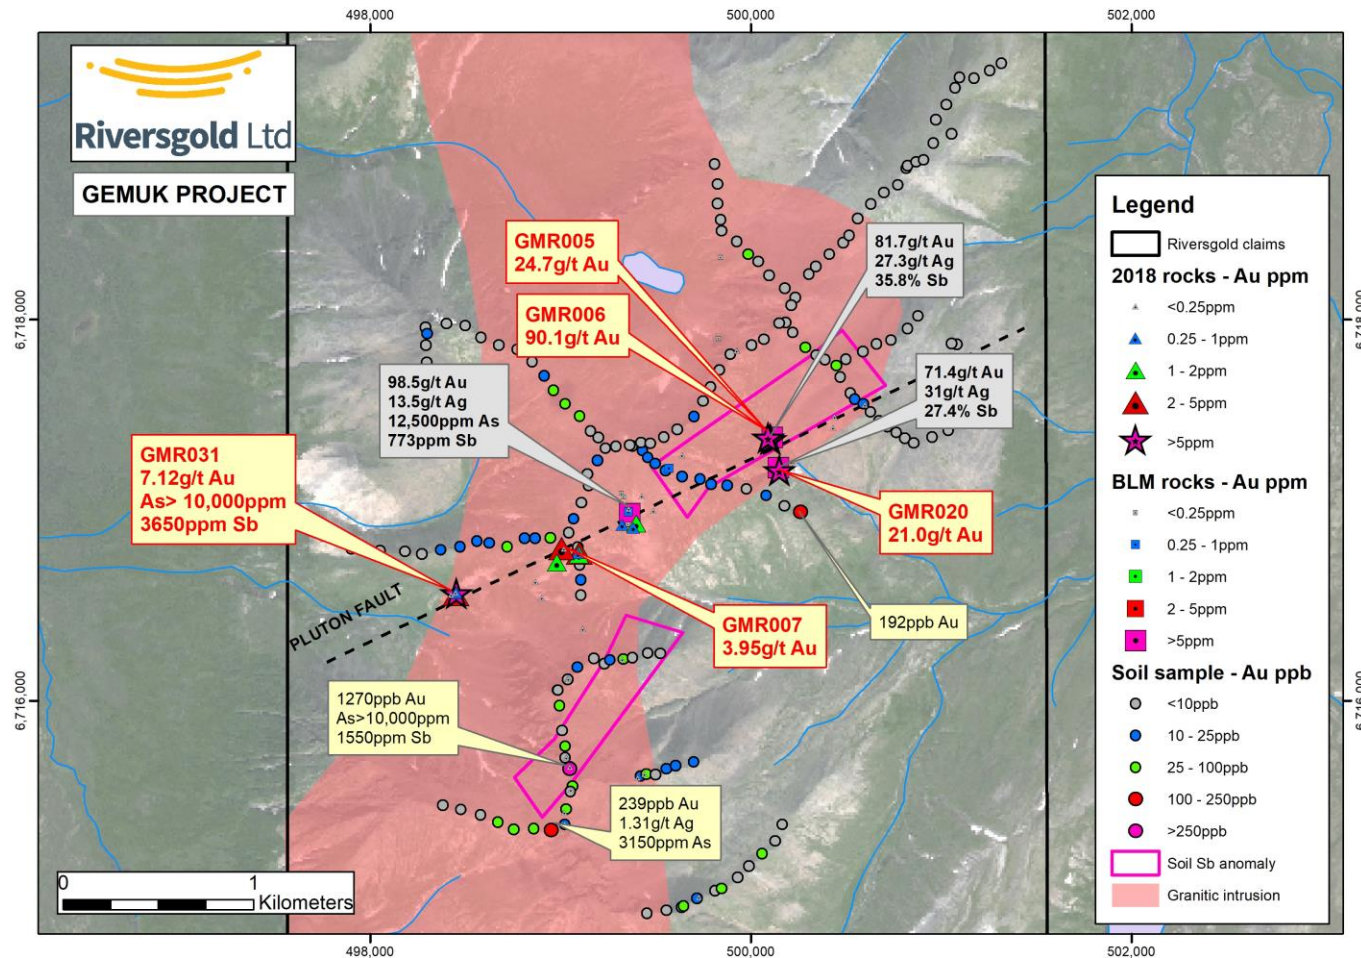 498,000
500,000
502,000
Riversgold Ltd
GEMUK PROJECT
GMR005
24.7g/t Au
81.7g/t Au
27.3g/t Ag
35.8% Sb
GMR006
90.1g/t Au
6,718,000
6,718,000
98.5g/t Au
13.5g/t Ag
12,500ppm As
773ppm Sb
71.4g/t Au
31g/t Ag
27.4% Sb
GMR031
7.12g/t Au
As> 10,000ppm
3650ppm Sb
GMR020
21.0g/t Au
PLUTON FAULT
192ppb Au
GMR007
3.95g/t Au
6,716,000
6,716,000
1270ppb Au
As>10,000ppm
1550ppm Sb
239ppb Au
1.31g/t Ag
3150ppm As
0
1
Kilometers
Legend
Riversgold claims
2018 rocks - Au ppm
<0.25ppm
0.25 - 1ppm
1 - 2ppm
2 - 5ppm
>5ppm
BLM rocks - Au ppm
<0.25ppm
0.25 - 1ppm
1 - 2ppm
2 - 5ppm
>5ppm
Soil sample - Au ppb
<10ppb
10 - 25ppb
25 - 100ppb
100 - 250ppb
>250ppb
Soil Sb anomaly
Granitic intrusion
498,000
500,000
502,000